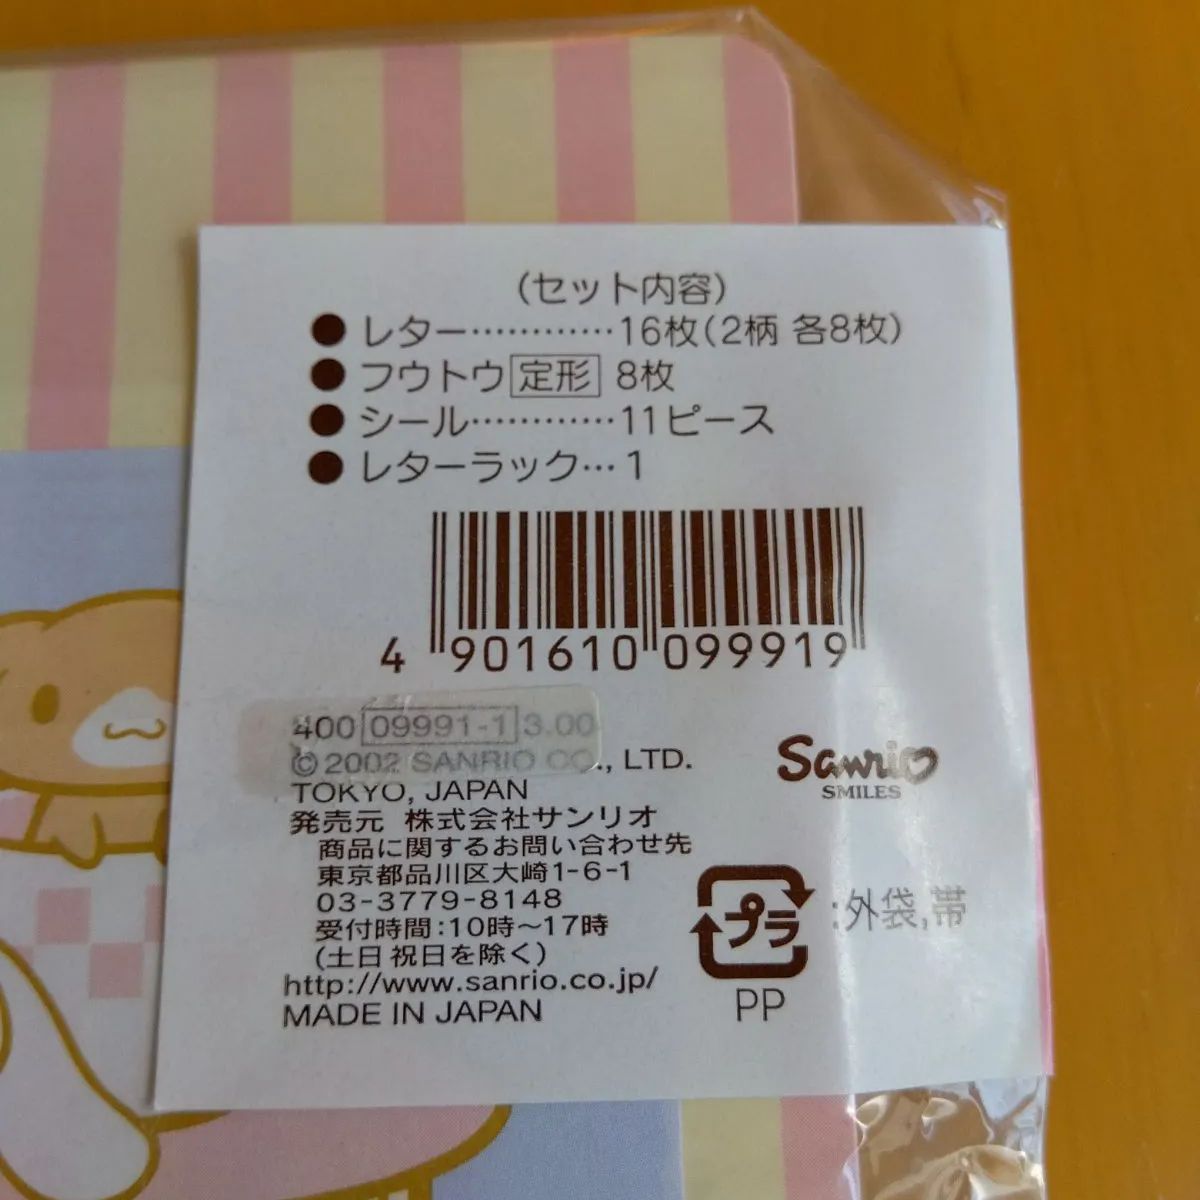 (セット内容)
●レター…………16枚(2柄 各8枚)
●フウトウ 定形 8枚
●シール…………11ピース
●レターラック…1
4 901610 099919
400 09991-1 3.00
© 2002 SANRIO CO., LTD.
TOKYO, JAPAN
発売元 株式会社サンリオ
商品に関するお問い合わせ先
東京都品川区大崎1-6-1
03-3779-8148
受付時間:10時~17時
(土日祝日を除く)
http://www.sanrio.co.jp/
MADE IN JAPAN
Sanrio
SMILES
プラ :外袋,帯
PP